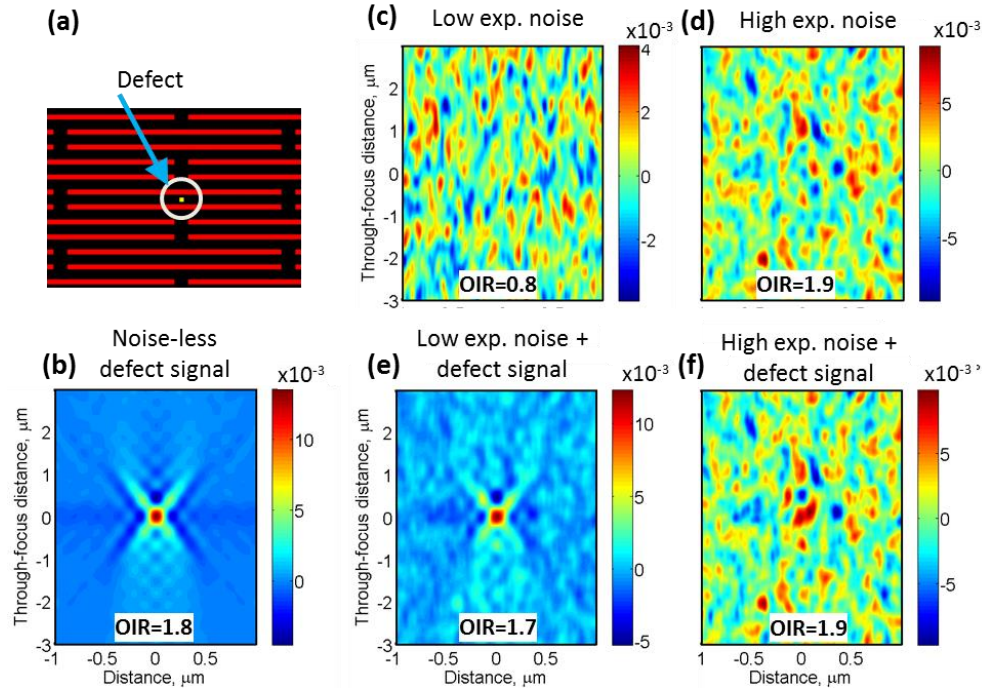 (a)
Defect
(c) Low exp. noise
x10-3
Through-focus distance, μm
2
1
0
-1
-2
-3
OIR=0.8
4
2
0
-2
(d) High exp. noise
x10-3
OIR=1.9
5
0
-5
(b) Noise-less
defect signal
x10-3
Through-focus distance, μm
2
1
0
-1
-2
-3
OIR=1.8
-1 -0.5 0 0.5
Distance, μm
10
5
0
(e) Low exp. noise +
defect signal
x10-3
Through-focus distance, μm
2
1
0
-1
-2
-3
OIR=1.7
-1 -0.5 0 0.5
Distance, μm
10
5
0
-5
(f) High exp. noise +
defect signal
x10-3
OIR=1.9
1 -0.5 0 0.5
Distance, μm
5
0
-5